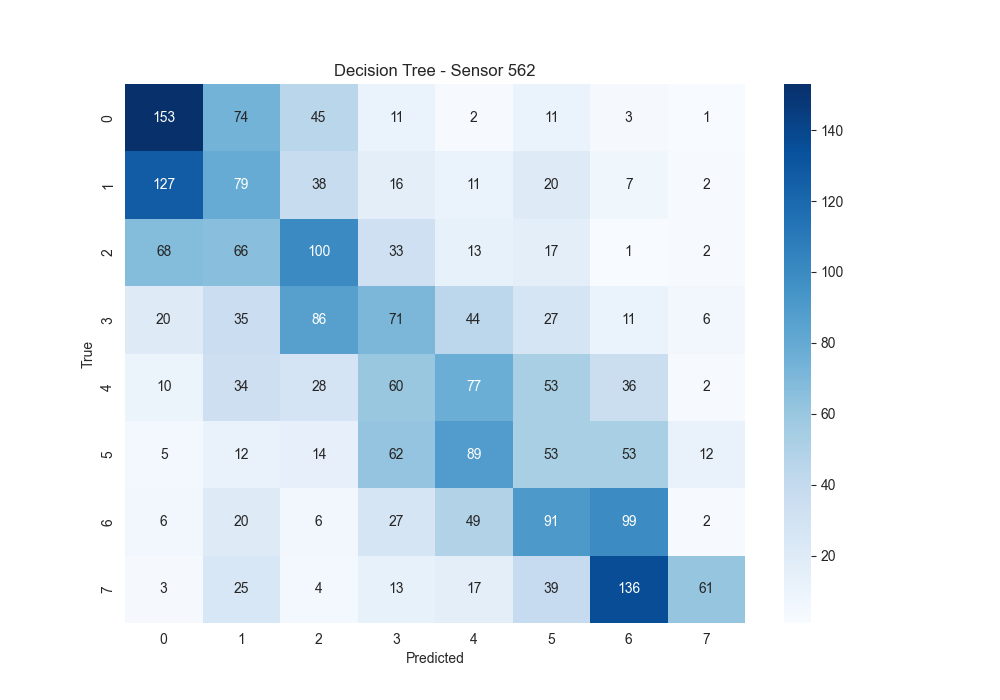 Decision Tree - Sensor 562
0 153 74 45 11 2 11 3 1
1 127 79 38 16 11 20 7 2
2 68 66 100 33 13 17 1 2
3 20 35 86 71 44 27 11 6
4 10 34 28 60 77 53 36 2
5 5 12 14 62 89 53 53 12
6 6 20 6 27 49 91 99 2
7 3 25 4 13 17 39 136 61
0 1 2 3 4 5 6 7
Predicted
True
140
120
100
80
60
40
20